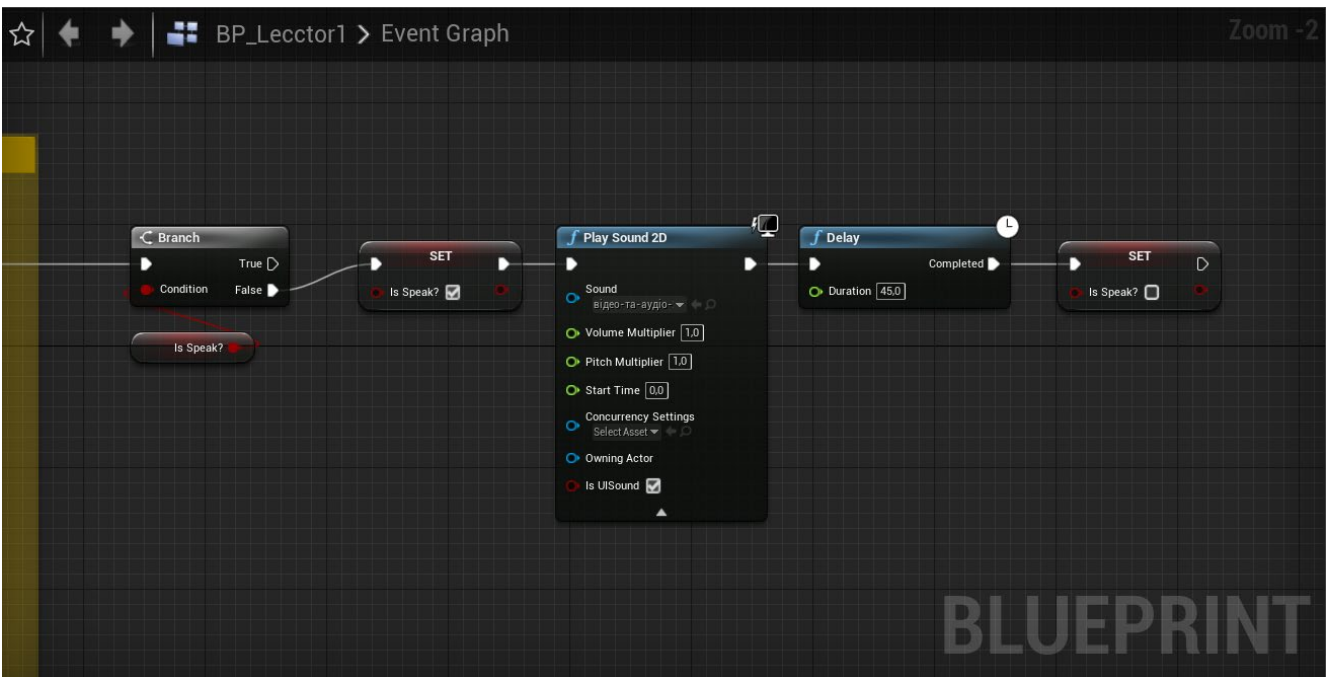 BP_Lecctor1 > Event Graph
Zoom -2
Branch
True
Condition
False
Is Speak?
SET
Is Speak?
Play Sound 2D
Sound
відео-та-аудіо-
Volume Multiplier 1,0
Pitch Multiplier 1,0
Start Time 0,0
Concurrency Settings
Select Asset
Owning Actor
Is UISound
Delay
Completed
Duration 45,0
SET
Is Speak?
BLUEPRINT